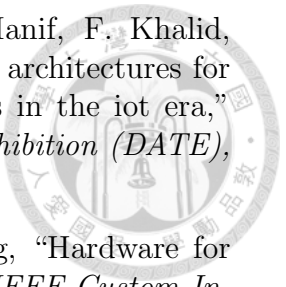 Hanif, F. Khalid,
architectures for
s in the iot era,”
hibition (DATE),
g, “Hardware for
IEEE Custom In-